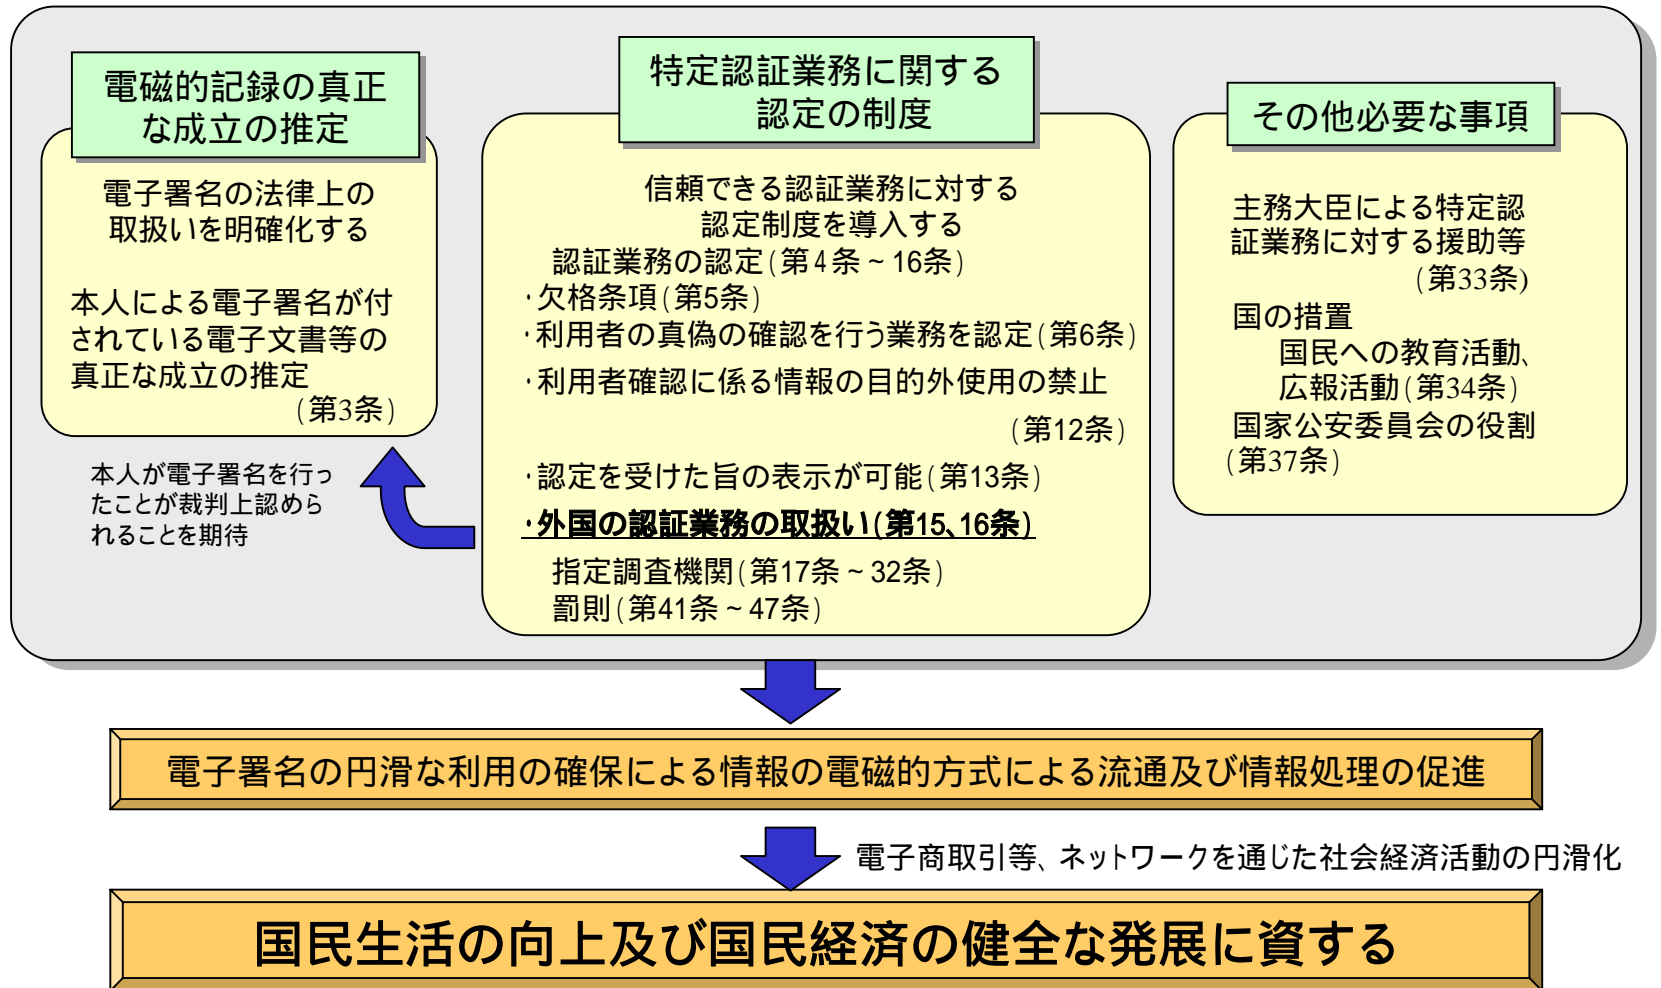 電磁的記録の真正
な成立の推定
電子署名の法律上の
取扱いを明確化する
本人による電子署名が付
されている電子文書等の
真正な成立の推定
(第3条)
本人が電子署名を行っ
たことが裁判上認めら
れることを期待
特定認証業務に関する
認定の制度
信頼できる認証業務に対する
認定制度を導入する
認証業務の認定(第4条~16条)
・欠格条項(第5条)
・利用者の真偽の確認を行う業務を認定(第6条)
・利用者確認に係る情報の目的外使用の禁止
(第12条)
・認定を受けた旨の表示が可能(第13条)
・外国の認証業務の取扱い(第15、16条)
指定調査機関(第17条~32条)
罰則(第41条~47条)
その他必要な事項
主務大臣による特定認
証業務に対する援助等
(第33条)
国の措置
国民への教育活動、
広報活動(第34条)
国家公安委員会の役割
(第37条)
電子署名の円滑な利用の確保による情報の電磁的方式による流通及び情報処理の促進
電子商取引等、ネットワークを通じた社会経済活動の円滑化
国民生活の向上及び国民経済の健全な発展に資する